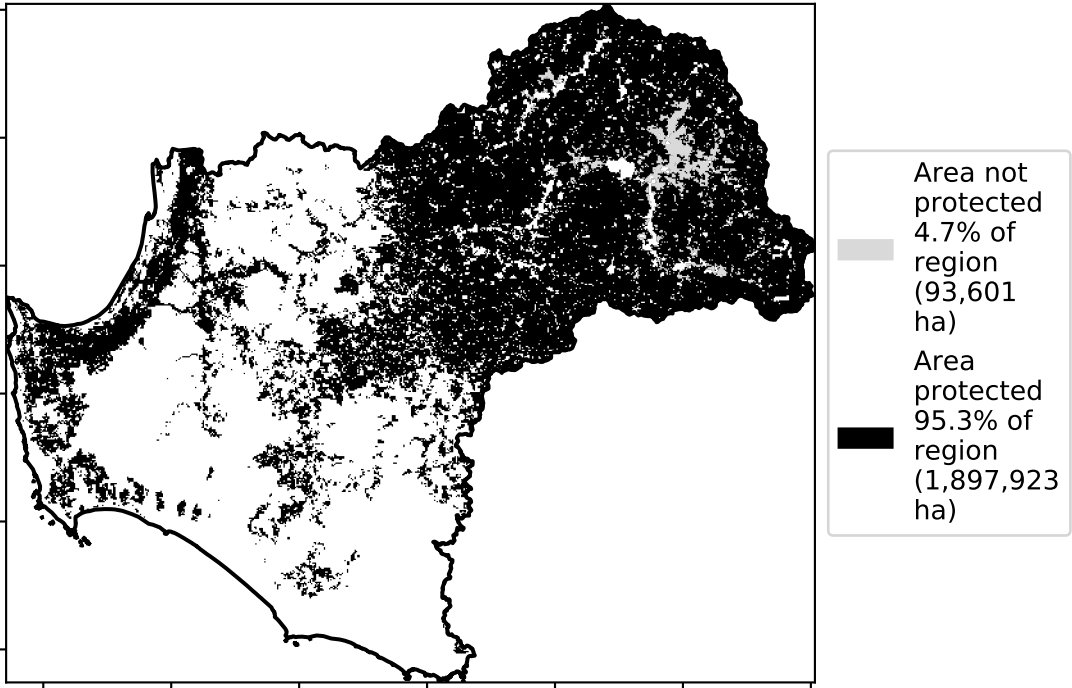 Area not
protected
4.7% of
region
(93,601
ha)
Area
protected
95.3% of
region
(1,897,923
ha)